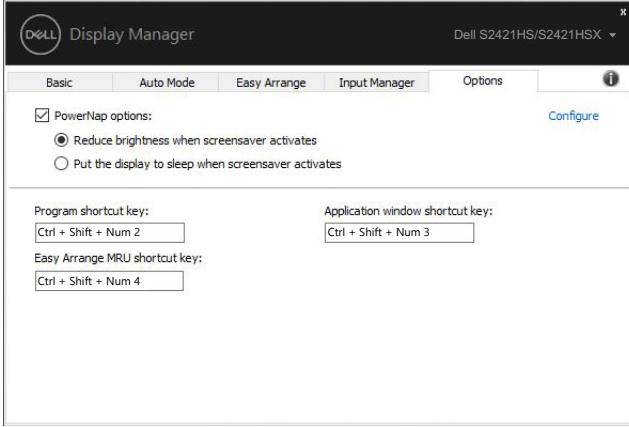 x
DELL Display Manager
Dell S2421HS/S2421HSX
Basic Auto Mode Easy Arrange Input Manager Options
PowerNap options: Configure
Reduce brightness when screensaver activates
Put the display to sleep when screensaver activates
Program shortcut key: Application window shortcut key:
Ctrl + Shift + Num 2 Ctrl + Shift + Num 3
Easy Arrange MRU shortcut key:
Ctrl + Shift + Num 4